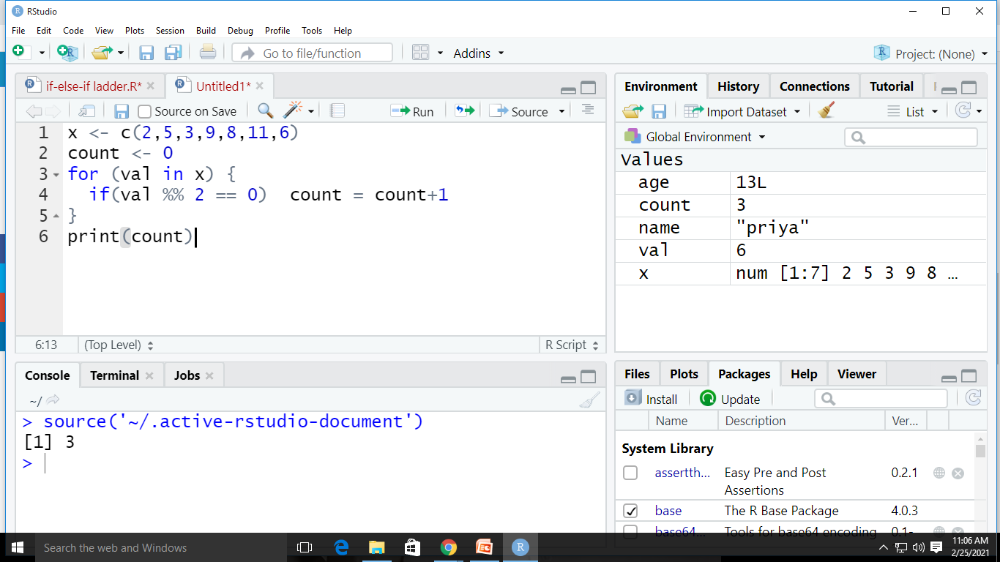 RStudio
File Edit Code View Plots Session Build Debug Profile Tools Help
Go to file/function Addins Project: (None)
if-else-if ladder.R* Untitled1*
Source on Save Run Source
1 x <- c(2,5,3,9,8,11,6)
2 count <- 0
3 for (val in x) {
4   if(val %% 2 == 0)  count = count+1
5 }
6 print(count)
6:13 (Top Level) R Script
Console Terminal Jobs
~/
> source('~/.active-rstudio-document')
[1] 3
>
Environment History Connections Tutorial
Import Dataset List
Global Environment
Values
age 13L
count 3
name "priya"
val 6
x num [1:7] 2 5 3 9 8 ...
Files Plots Packages Help Viewer
Install Update
Name Description Ver...
System Library
assertth... Easy Pre and Post 0.2.1
Assertions
base The R Base Package 4.0.3
base64... Tools for base64 encoding 0.1-
Search the web and Windows
11:06 AM
2/25/2021